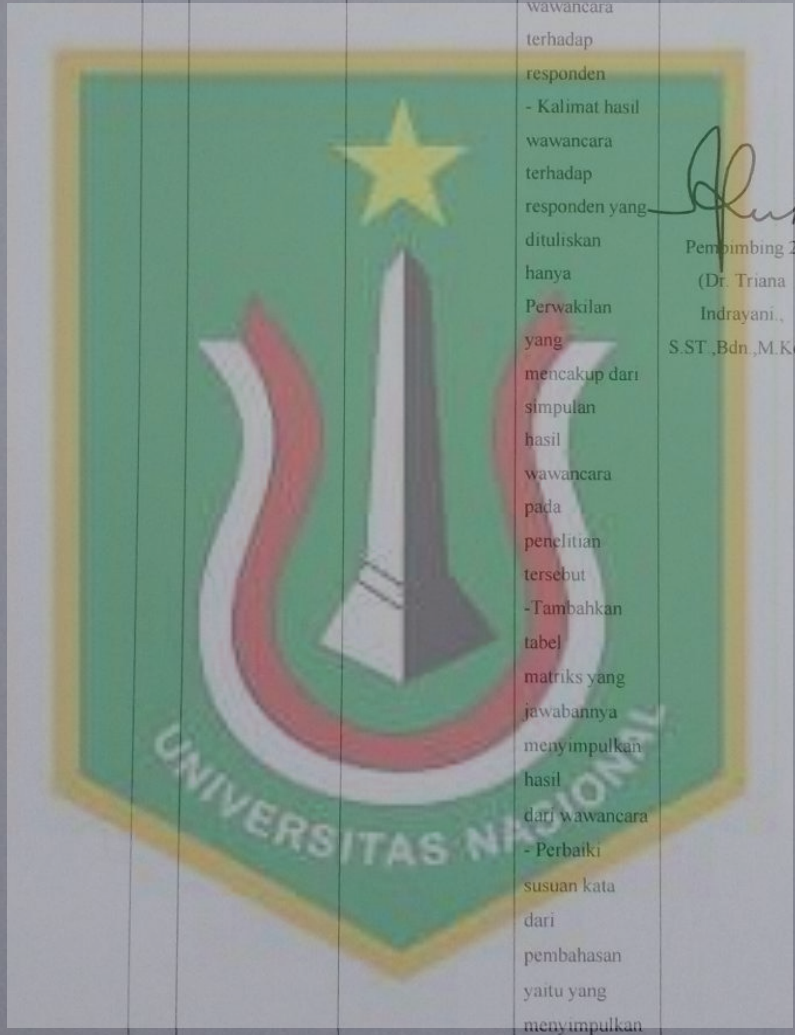 wawancara
terhadap
responden
- Kalimat hasil
wawancara
terhadap
responden yang
dituliskan
hanya
Perwakilan
yang
mencakup dari
simpulan
hasil
wawancara
pada
penelitian
tersebut
-Tambahkan
tabel
matriks yang
jawabannya
menyimpulkan
hasil
dari wawancara
- Perbaiki
susuan kata
dari
pembahasan
yaitu yang
menyimpulkan
Pembimbing 2
(Dr. Triana
Indrayani.,
S.ST.,Bdn.,M.Ke
UNIVERSITAS NASIONAL